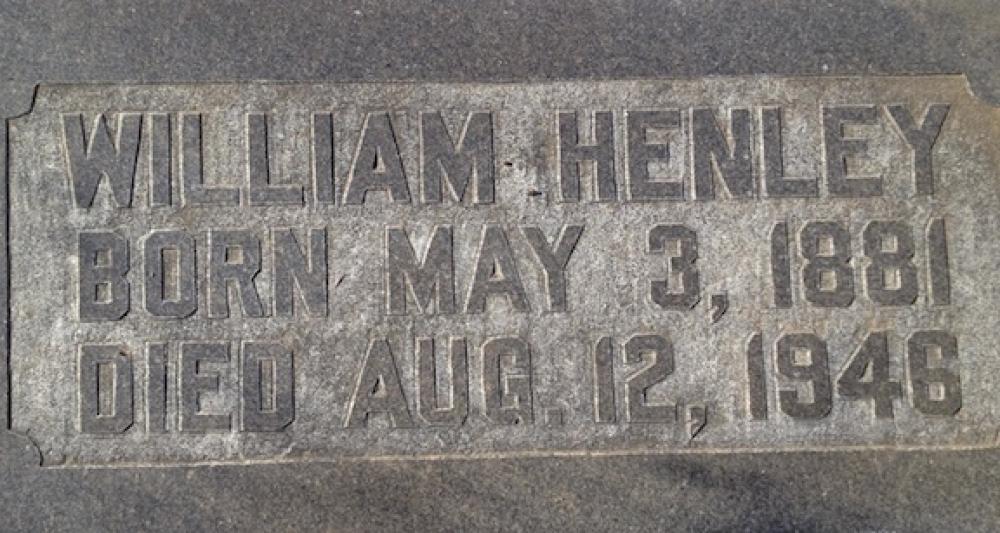 WILLIAM HENLEY
BORN MAY 3, 1881
DIED AUG. 12, 1946